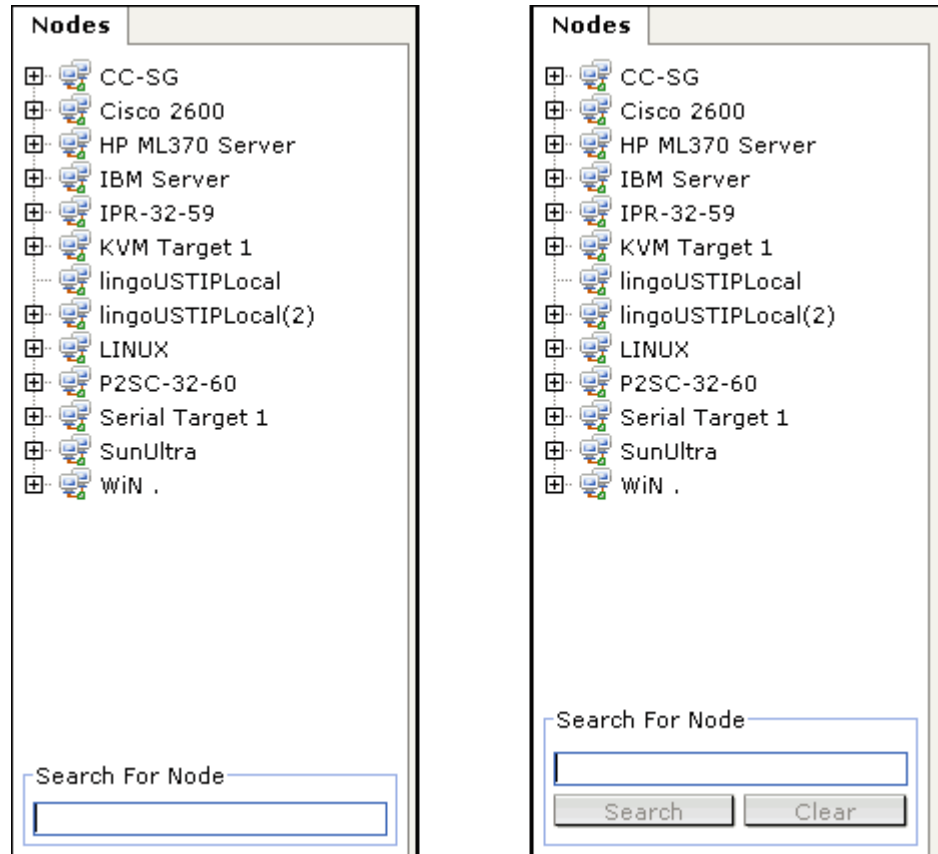 Nodes
CC-SG
Cisco 2600
HP ML370 Server
IBM Server
IPR-32-59
KVM Target 1
lingoUSTIPLocal
lingoUSTIPLocal(2)
LINUX
P2SC-32-60
Serial Target 1
SunUltra
WiN .
Search For Node
Nodes
CC-SG
Cisco 2600
HP ML370 Server
IBM Server
IPR-32-59
KVM Target 1
lingoUSTIPLocal
lingoUSTIPLocal(2)
LINUX
P2SC-32-60
Serial Target 1
SunUltra
WiN .
Search For Node
Search Clear